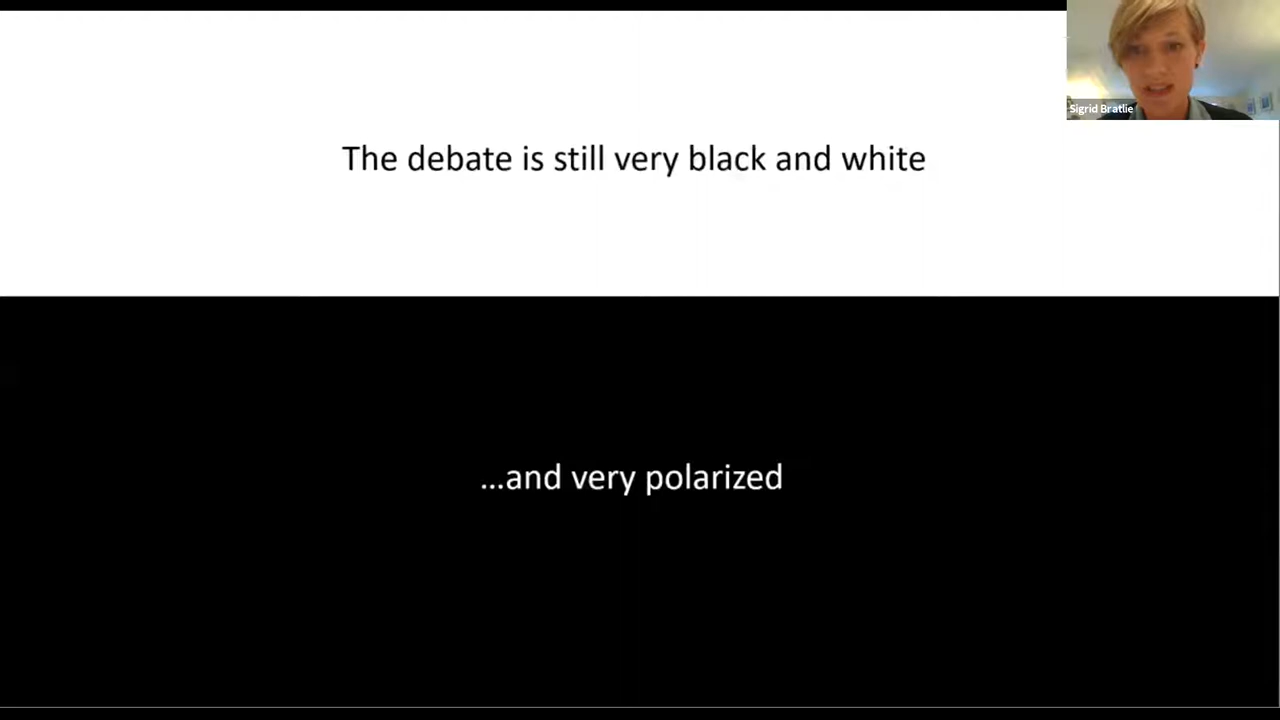 The debate is still very black and white
Sigrid Bratlie
...and very polarized